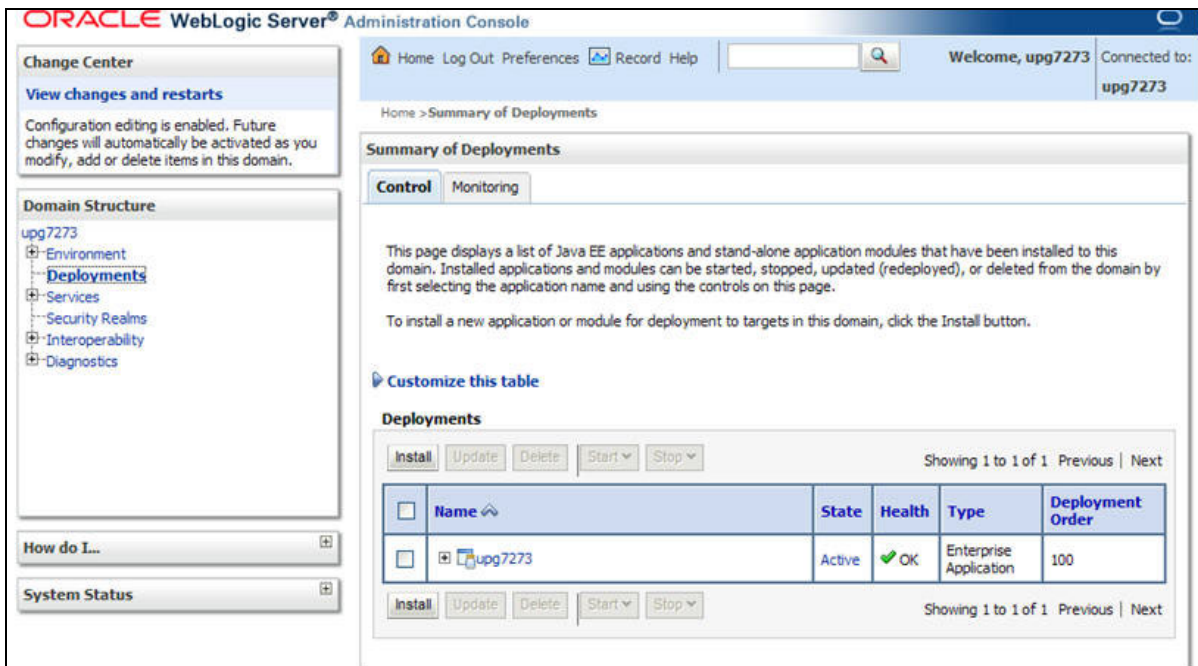 ORACLE WebLogic Server® Administration Console
Change Center
View changes and restarts
Configuration editing is enabled. Future
changes will automatically be activated as you
modify, add or delete items in this domain.
Domain Structure
upg7273
Environment
Deployments
Services
Security Realms
Interoperability
Diagnostics
How do I...
System Status
Home Log Out Preferences Record Help
Welcome, upg7273
Connected to:
upg7273
Home >Summary of Deployments
Summary of Deployments
Control Monitoring
This page displays a list of Java EE applications and stand-alone application modules that have been installed to this
domain. Installed applications and modules can be started, stopped, updated (redeployed), or deleted from the domain by
first selecting the application name and using the controls on this page.
To install a new application or module for deployment to targets in this domain, click the Install button.
Customize this table
Deployments
Install Update Delete Start Stop Showing 1 to 1 of 1 Previous | Next
Name State Health Type Deployment
Order
upg7273 Active OK Enterprise
Application 100
Install Update Delete Start Stop Showing 1 to 1 of 1 Previous | Next